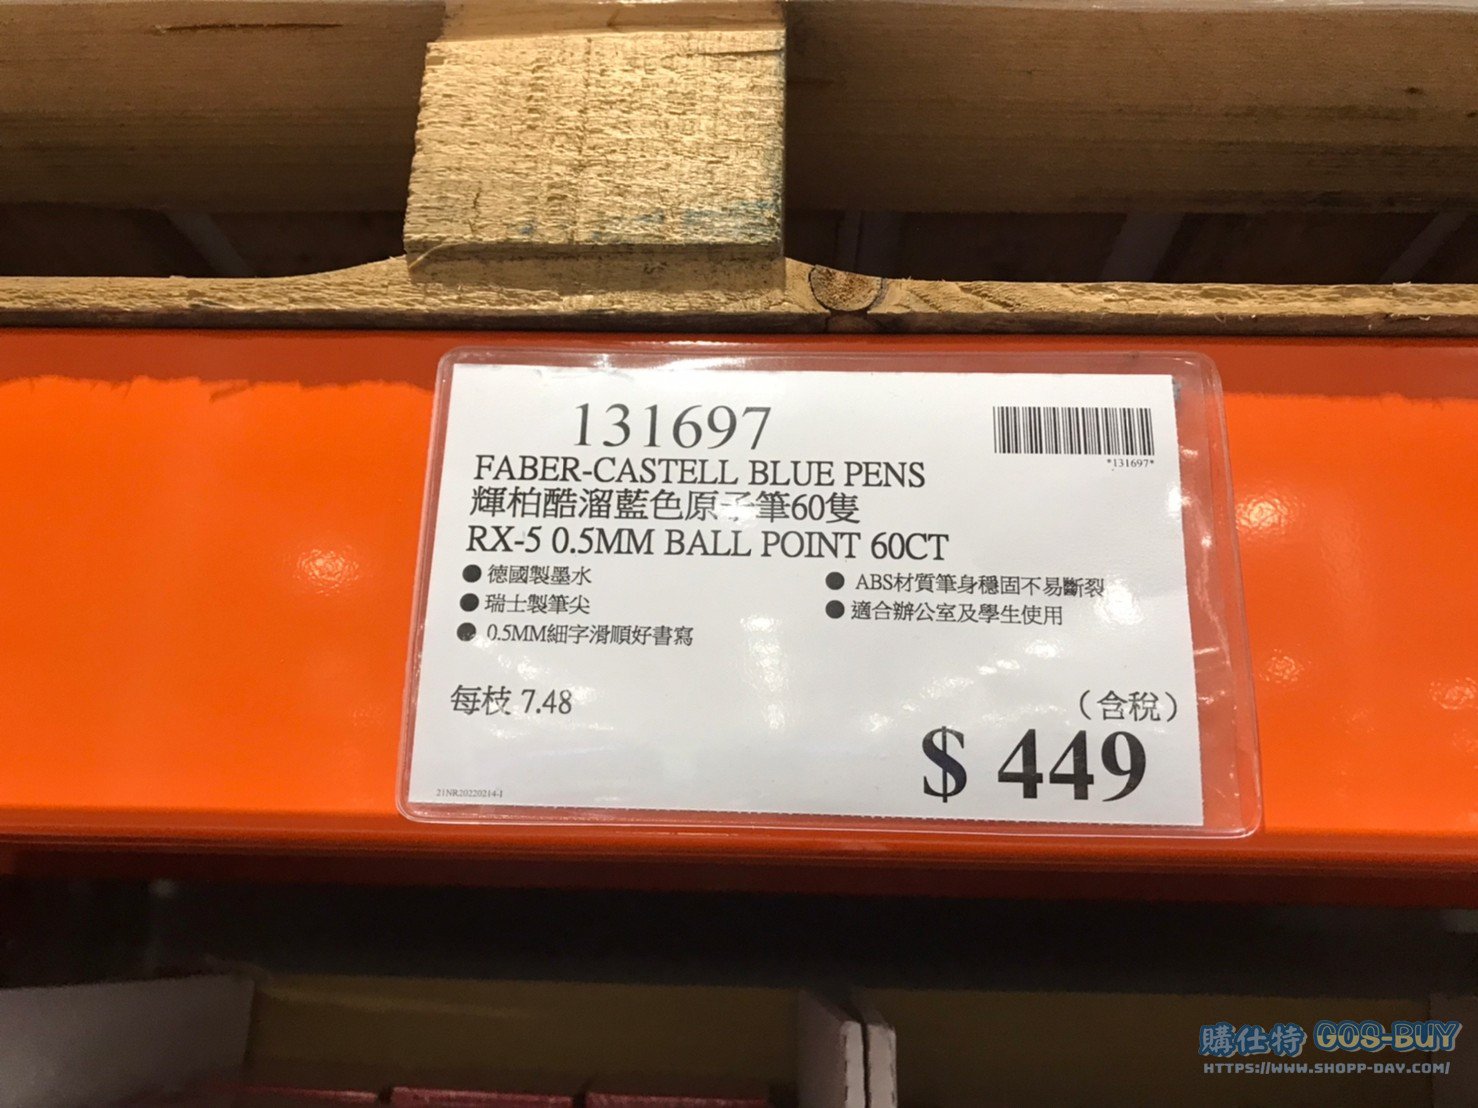 131697
*131697*
FABER-CASTELL BLUE PENS
輝柏酷溜藍色原子筆60隻
RX-5 0.5MM BALL POINT 60CT
● 德國製墨水
● 瑞士製筆尖
● 0.5MM細字滑順好書寫
● ABS材質筆身穩固不易斷裂
● 適合辦公室及學生使用
每枝 7.48
（含稅）
$ 449
21NR20220214-1
購仕特 GOS-BUY
HTTPS://WWW.SHOPP-DAY.COM/